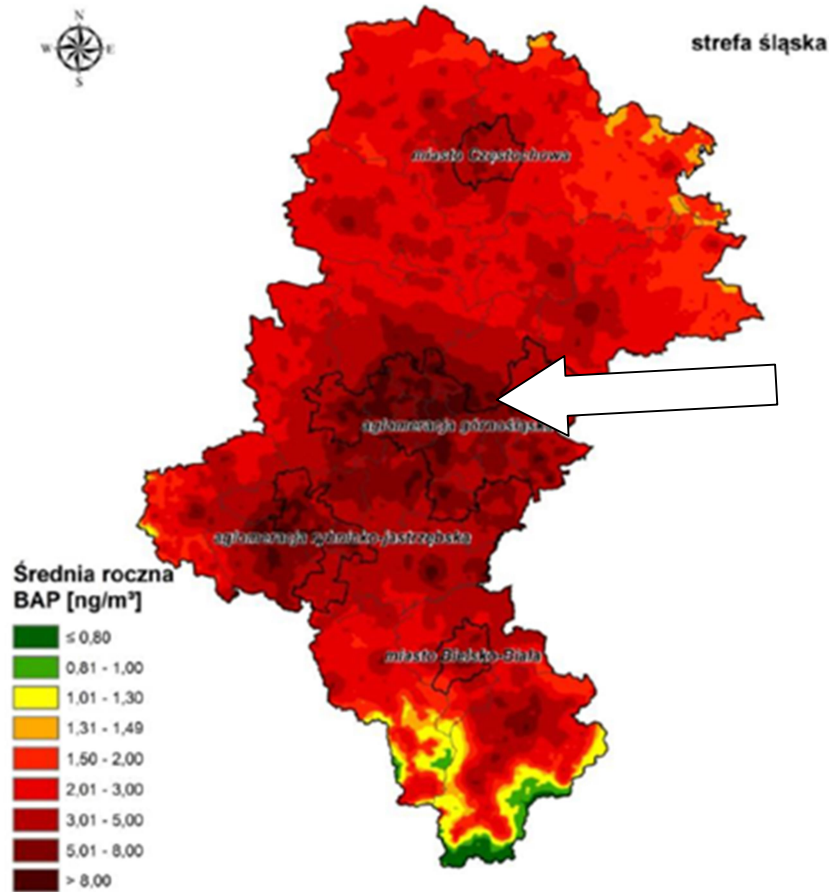 N
W E
S
strefa śląska
miasto Częstochowa
aglomeracja górnośląska
aglomeracja rybnicko-jastrzębska
miasto Bielsko-Biała
Średnia roczna
BAP [ng/m³]
≤ 0,80
0,81 - 1,00
1,01 - 1,30
1,31 - 1,49
1,50 - 2,00
2,01 - 3,00
3,01 - 5,00
5,01 - 8,00
> 8,00